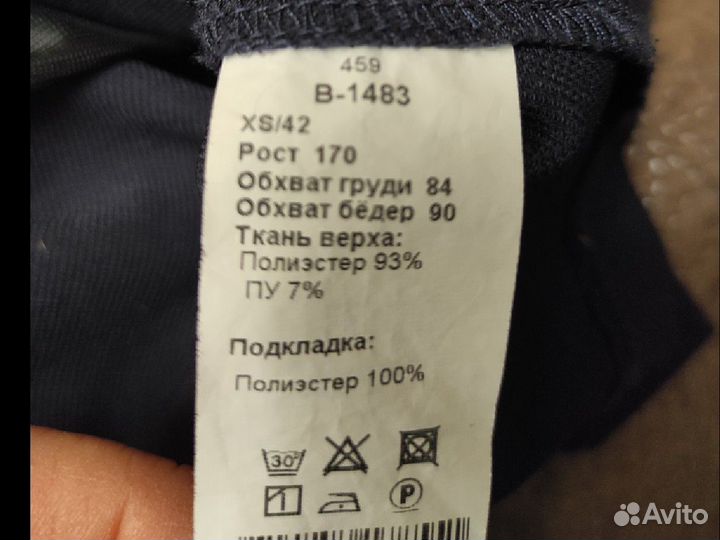 459
В-1483
XS/42
Рост 170
Обхват груди 84
Обхват бёдер 90
Ткань верха:
Полиэстер 93%
ПУ 7%
Подкладка:
Полиэстер 100%
30°
P
Avito